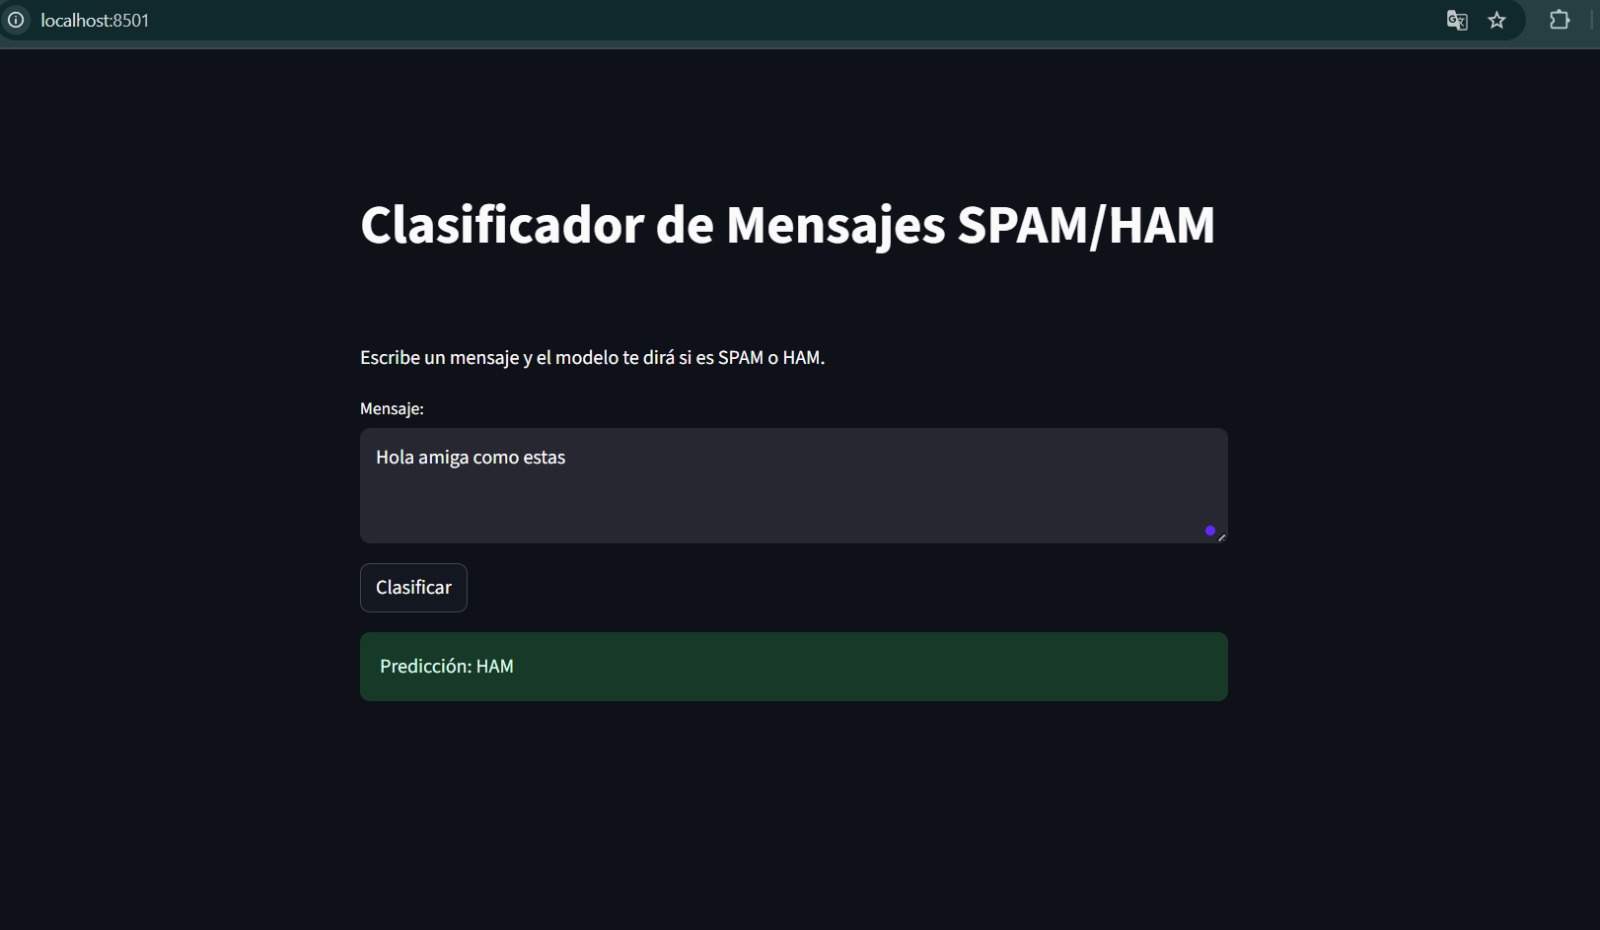 localhost:8501
Clasificador de Mensajes SPAM/HAM
Escribe un mensaje y el modelo te dirá si es SPAM o HAM.
Mensaje:
Hola amiga como estas
Clasificar
Predicción: HAM